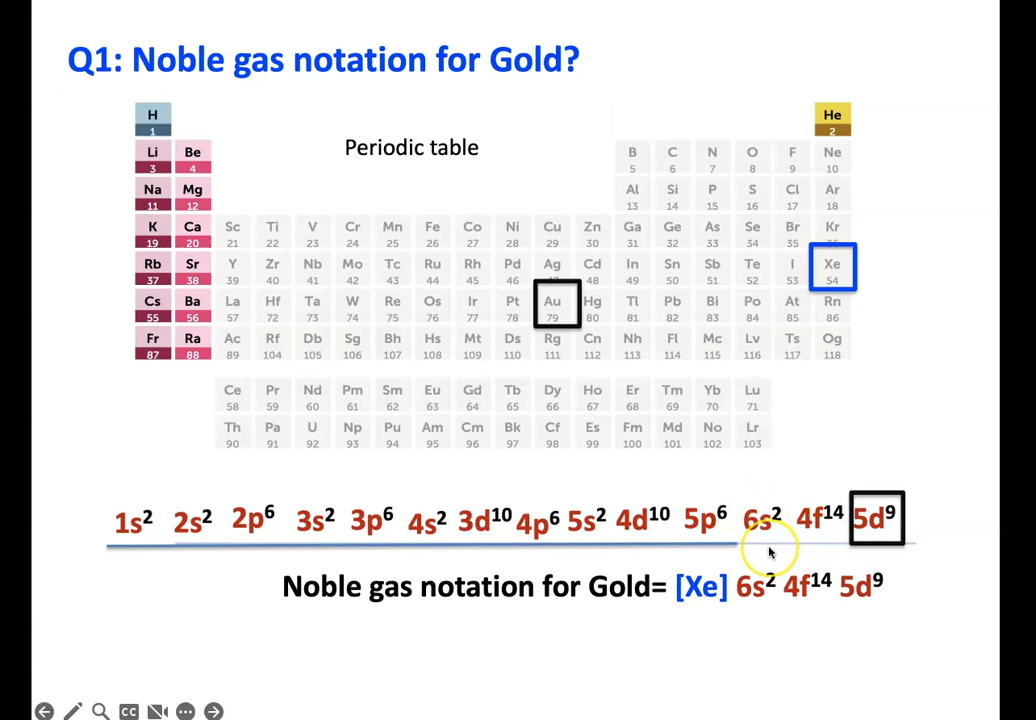 Q1: Noble gas notation for Gold?
H He
1 2
Periodic table
Li Be B C N O F Ne
3 4 5 6 7 8 9 10
Na Mg Al Si P S Cl Ar
11 12 13 14 15 16 17 18
K Ca Sc Ti V Cr Mn Fe Co Ni Cu Zn Ga Ge As Se Br Kr
19 20 21 22 23 24 25 26 27 28 29 30 31 32 33 34 35 36
Rb Sr Y Zr Nb Mo Tc Ru Rh Pd Ag Cd In Sn Sb Te I Xe
37 38 39 40 41 42 43 44 45 46 47 48 49 50 51 52 53 54
Cs Ba La Hf Ta W Re Os Ir Pt Au Hg Tl Pb Bi Po At Rn
55 56 57 72 73 74 75 76 77 78 79 80 81 82 83 84 85 86
Fr Ra Ac Rf Db Sg Bh Hs Mt Ds Rg Cn Nh Fl Mc Lv Ts Og
87 88 89 104 105 106 107 108 109 110 111 112 113 114 115 116 117 118
Ce Pr Nd Pm Sm Eu Gd Tb Dy Ho Er Tm Yb Lu
58 59 60 61 62 63 64 65 66 67 68 69 70 71
Th Pa U Np Pu Am Cm Bk Cf Es Fm Md No Lr
90 91 92 93 94 95 96 97 98 99 100 101 102 103
1s² 2s² 2p⁶ 3s² 3p⁶ 4s² 3d¹⁰ 4p⁶ 5s² 4d¹⁰ 5p⁶ 6s² 4f¹⁴ 5d⁹
Noble gas notation for Gold= [Xe] 6s² 4f¹⁴ 5d⁹
CC